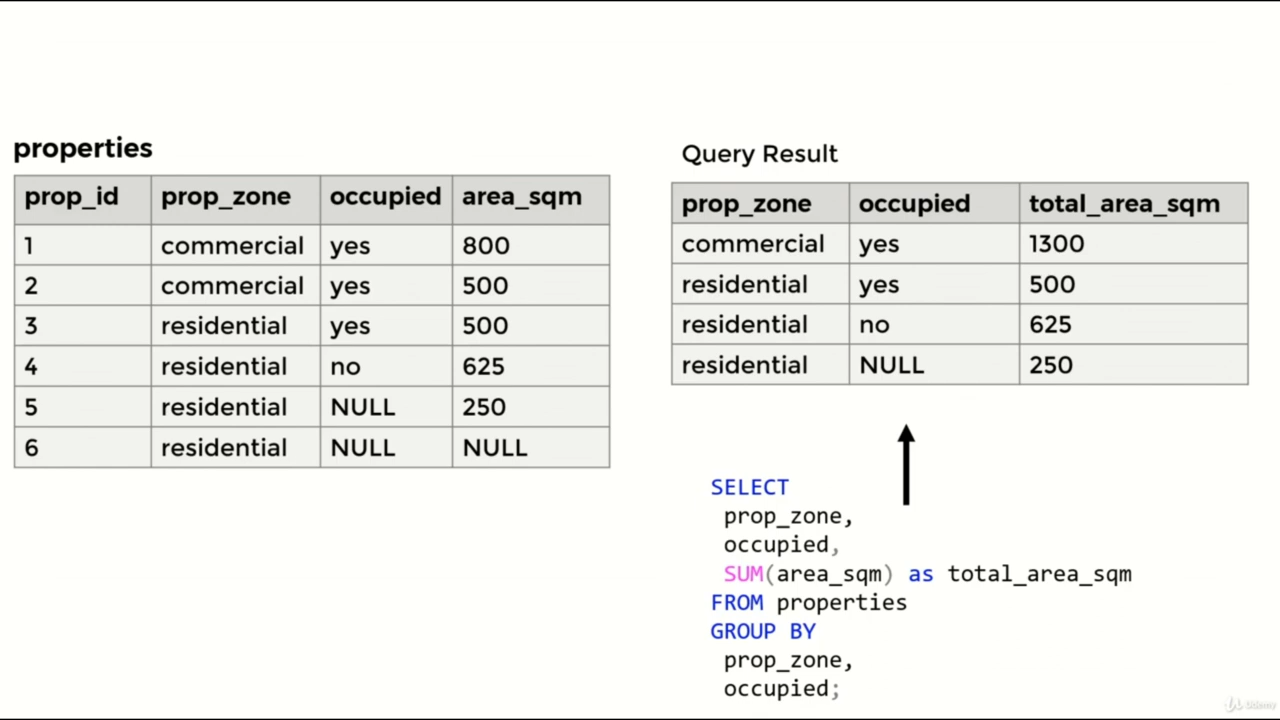 properties
prop_id prop_zone occupied area_sqm
1 commercial yes 800
2 commercial yes 500
3 residential yes 500
4 residential no 625
5 residential NULL 250
6 residential NULL NULL
Query Result
prop_zone occupied total_area_sqm
commercial yes 1300
residential yes 500
residential no 625
residential NULL 250
SELECT
prop_zone,
occupied,
SUM(area_sqm) as total_area_sqm
FROM properties
GROUP BY
prop_zone,
occupied;
Udemy